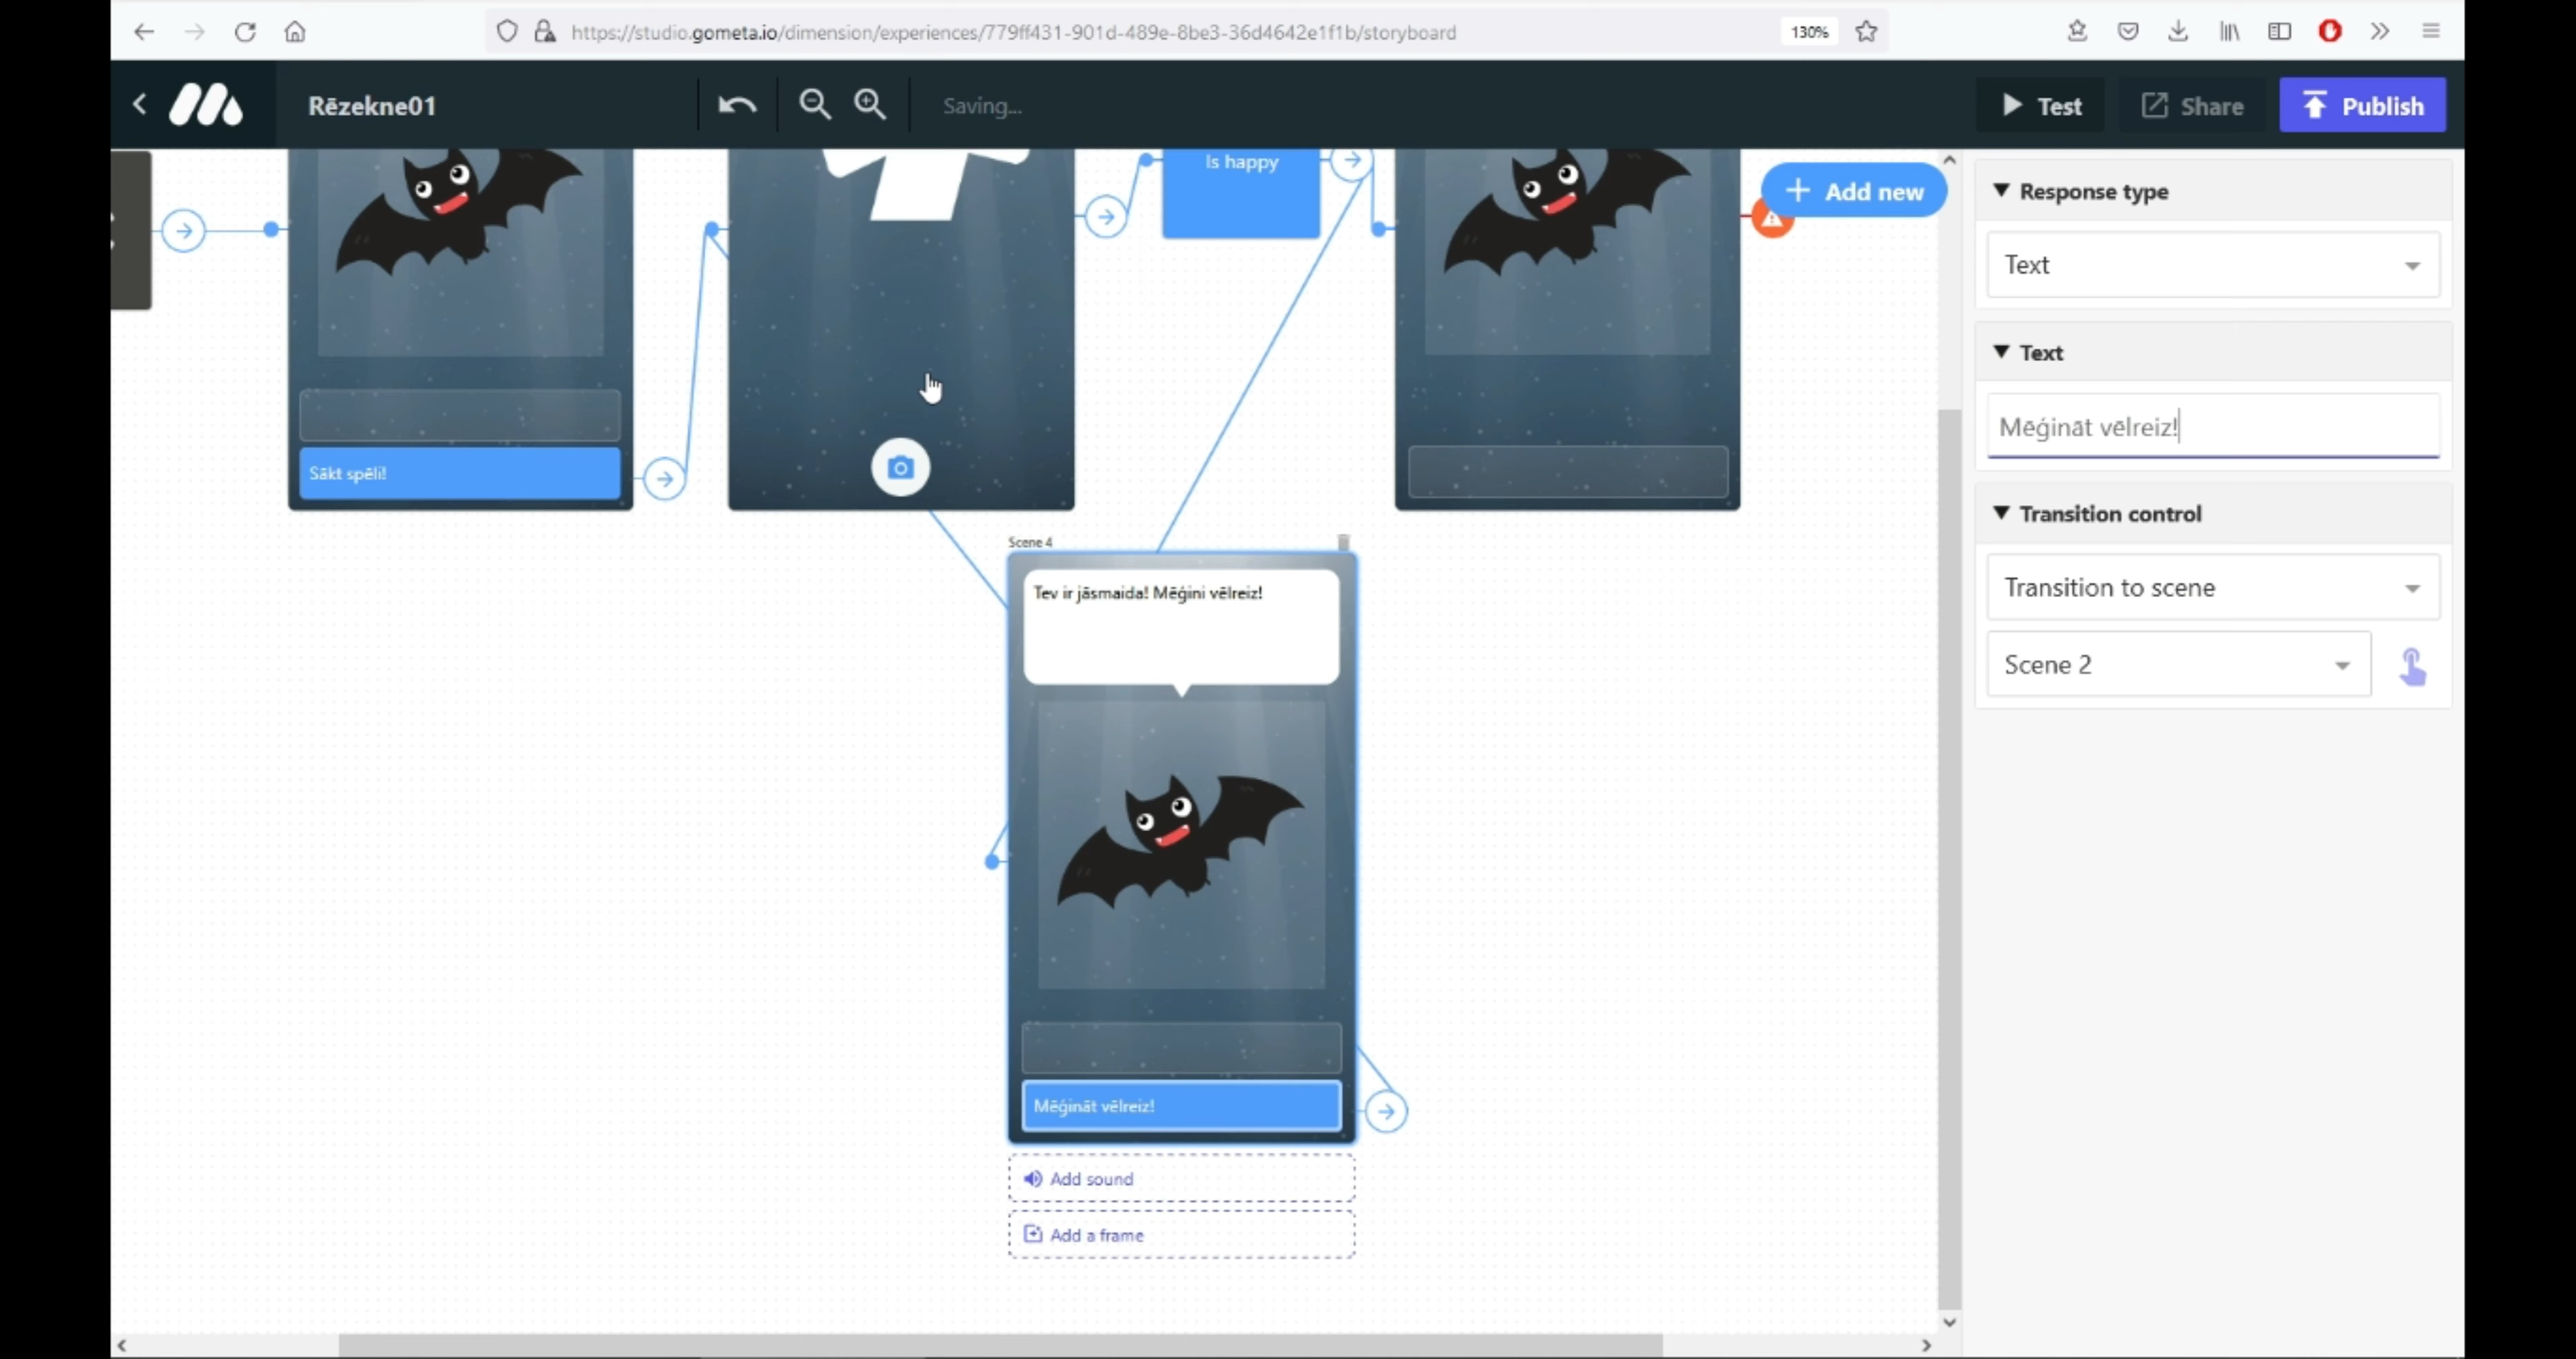 https://studio.gometa.io/dimension/experiences/779ff431-901d-489e-8be3-36d4642e1f1b/storyboard
130%
Rēzekne01
Saving...
Test
Share
Publish
Is happy
Add new
Sākt spēli!
Scene 4
Tev ir jāsmaida! Mēģini vēlreiz!
Mēģināt vēlreiz!
Add sound
Add a frame
Response type
Text
Text
Mēģināt vēlreiz!
Transition control
Transition to scene
Scene 2